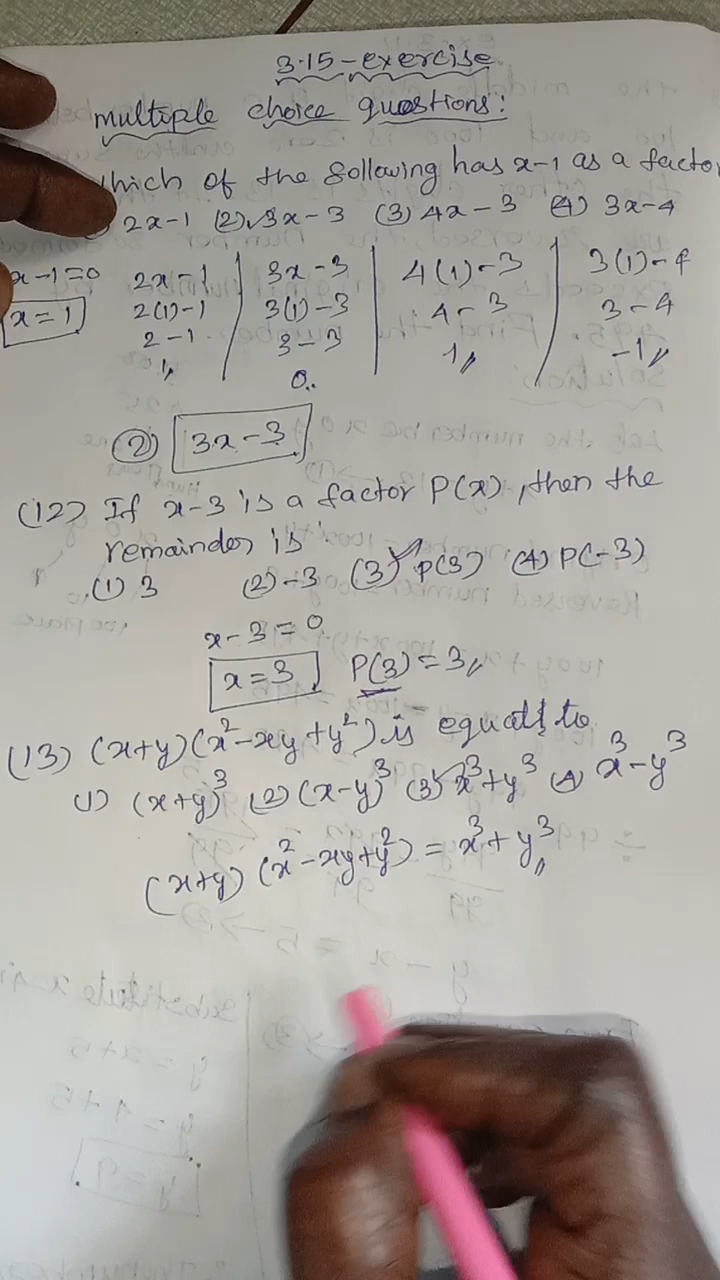 3.15 - exercise
multiple choice questions:
of the following has x-1 as a factor
2x-1 (2) 3x-3 (3) 4x-3 (4) 3x-4
x-1=0 2x-1 3x-3 4(1)-3 3(1)-4
x=1 2(1)-1 3(1)-3 4-3 3-4
2-1 3-3 1,, -1,,
1,, 0..
(2) 3x-3
(12) If x-3 is a factor P(x), then the
remainder is
(1) 3 (2) -3 (3) P(3) (4) P(-3)
x-3=0
x=3 P(3)=3,,
(13) (x+y)(x²-xy+y²) is equall to
(1) (x+y)³ (2) (x-y)³ (3) x³+y³ (4) x³-y³
(x+y)(x²-xy+y²) = x³+y³,,